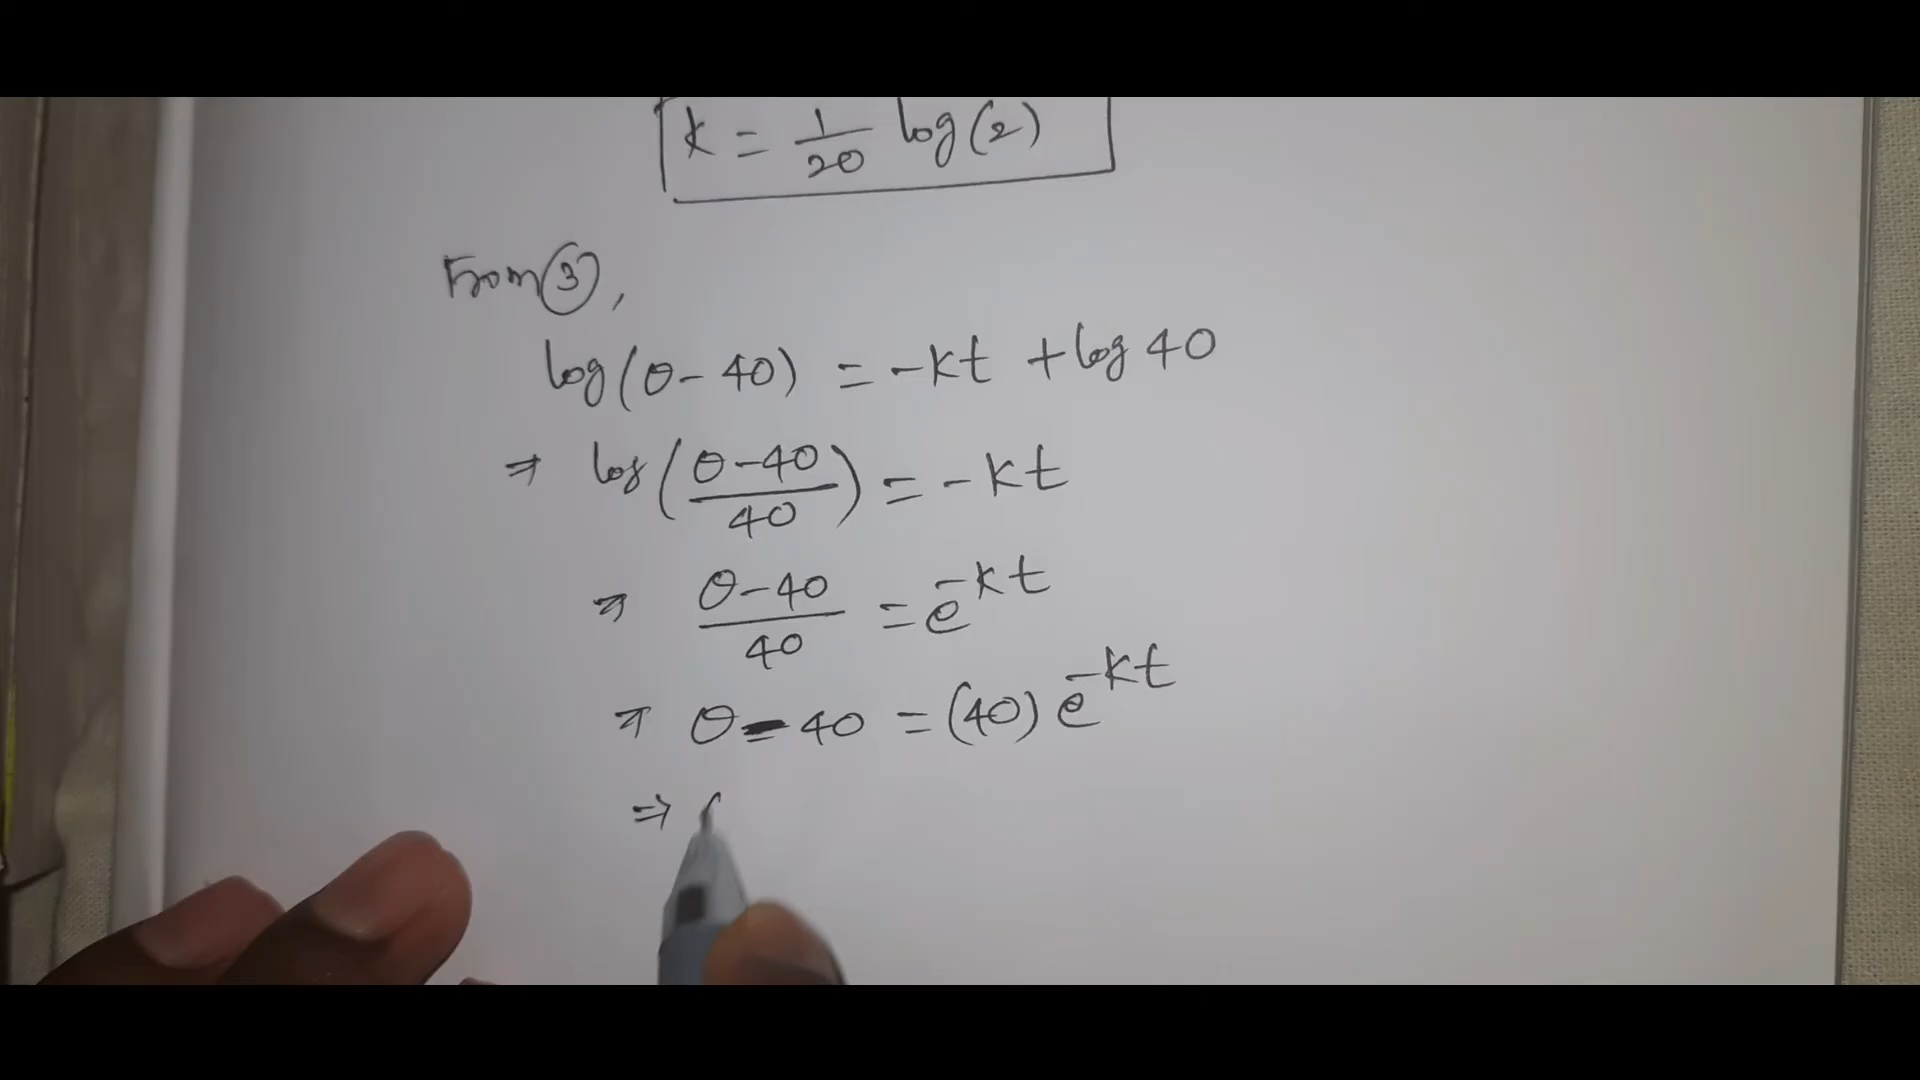 K = 1/20 log(2)
From ③,
log(θ-40) = -kt + log 40
⇒ log((θ-40)/40) = -kt
⇒ (θ-40)/40 = e^-kt
⇒ θ-40 = (40) e^-kt
⇒